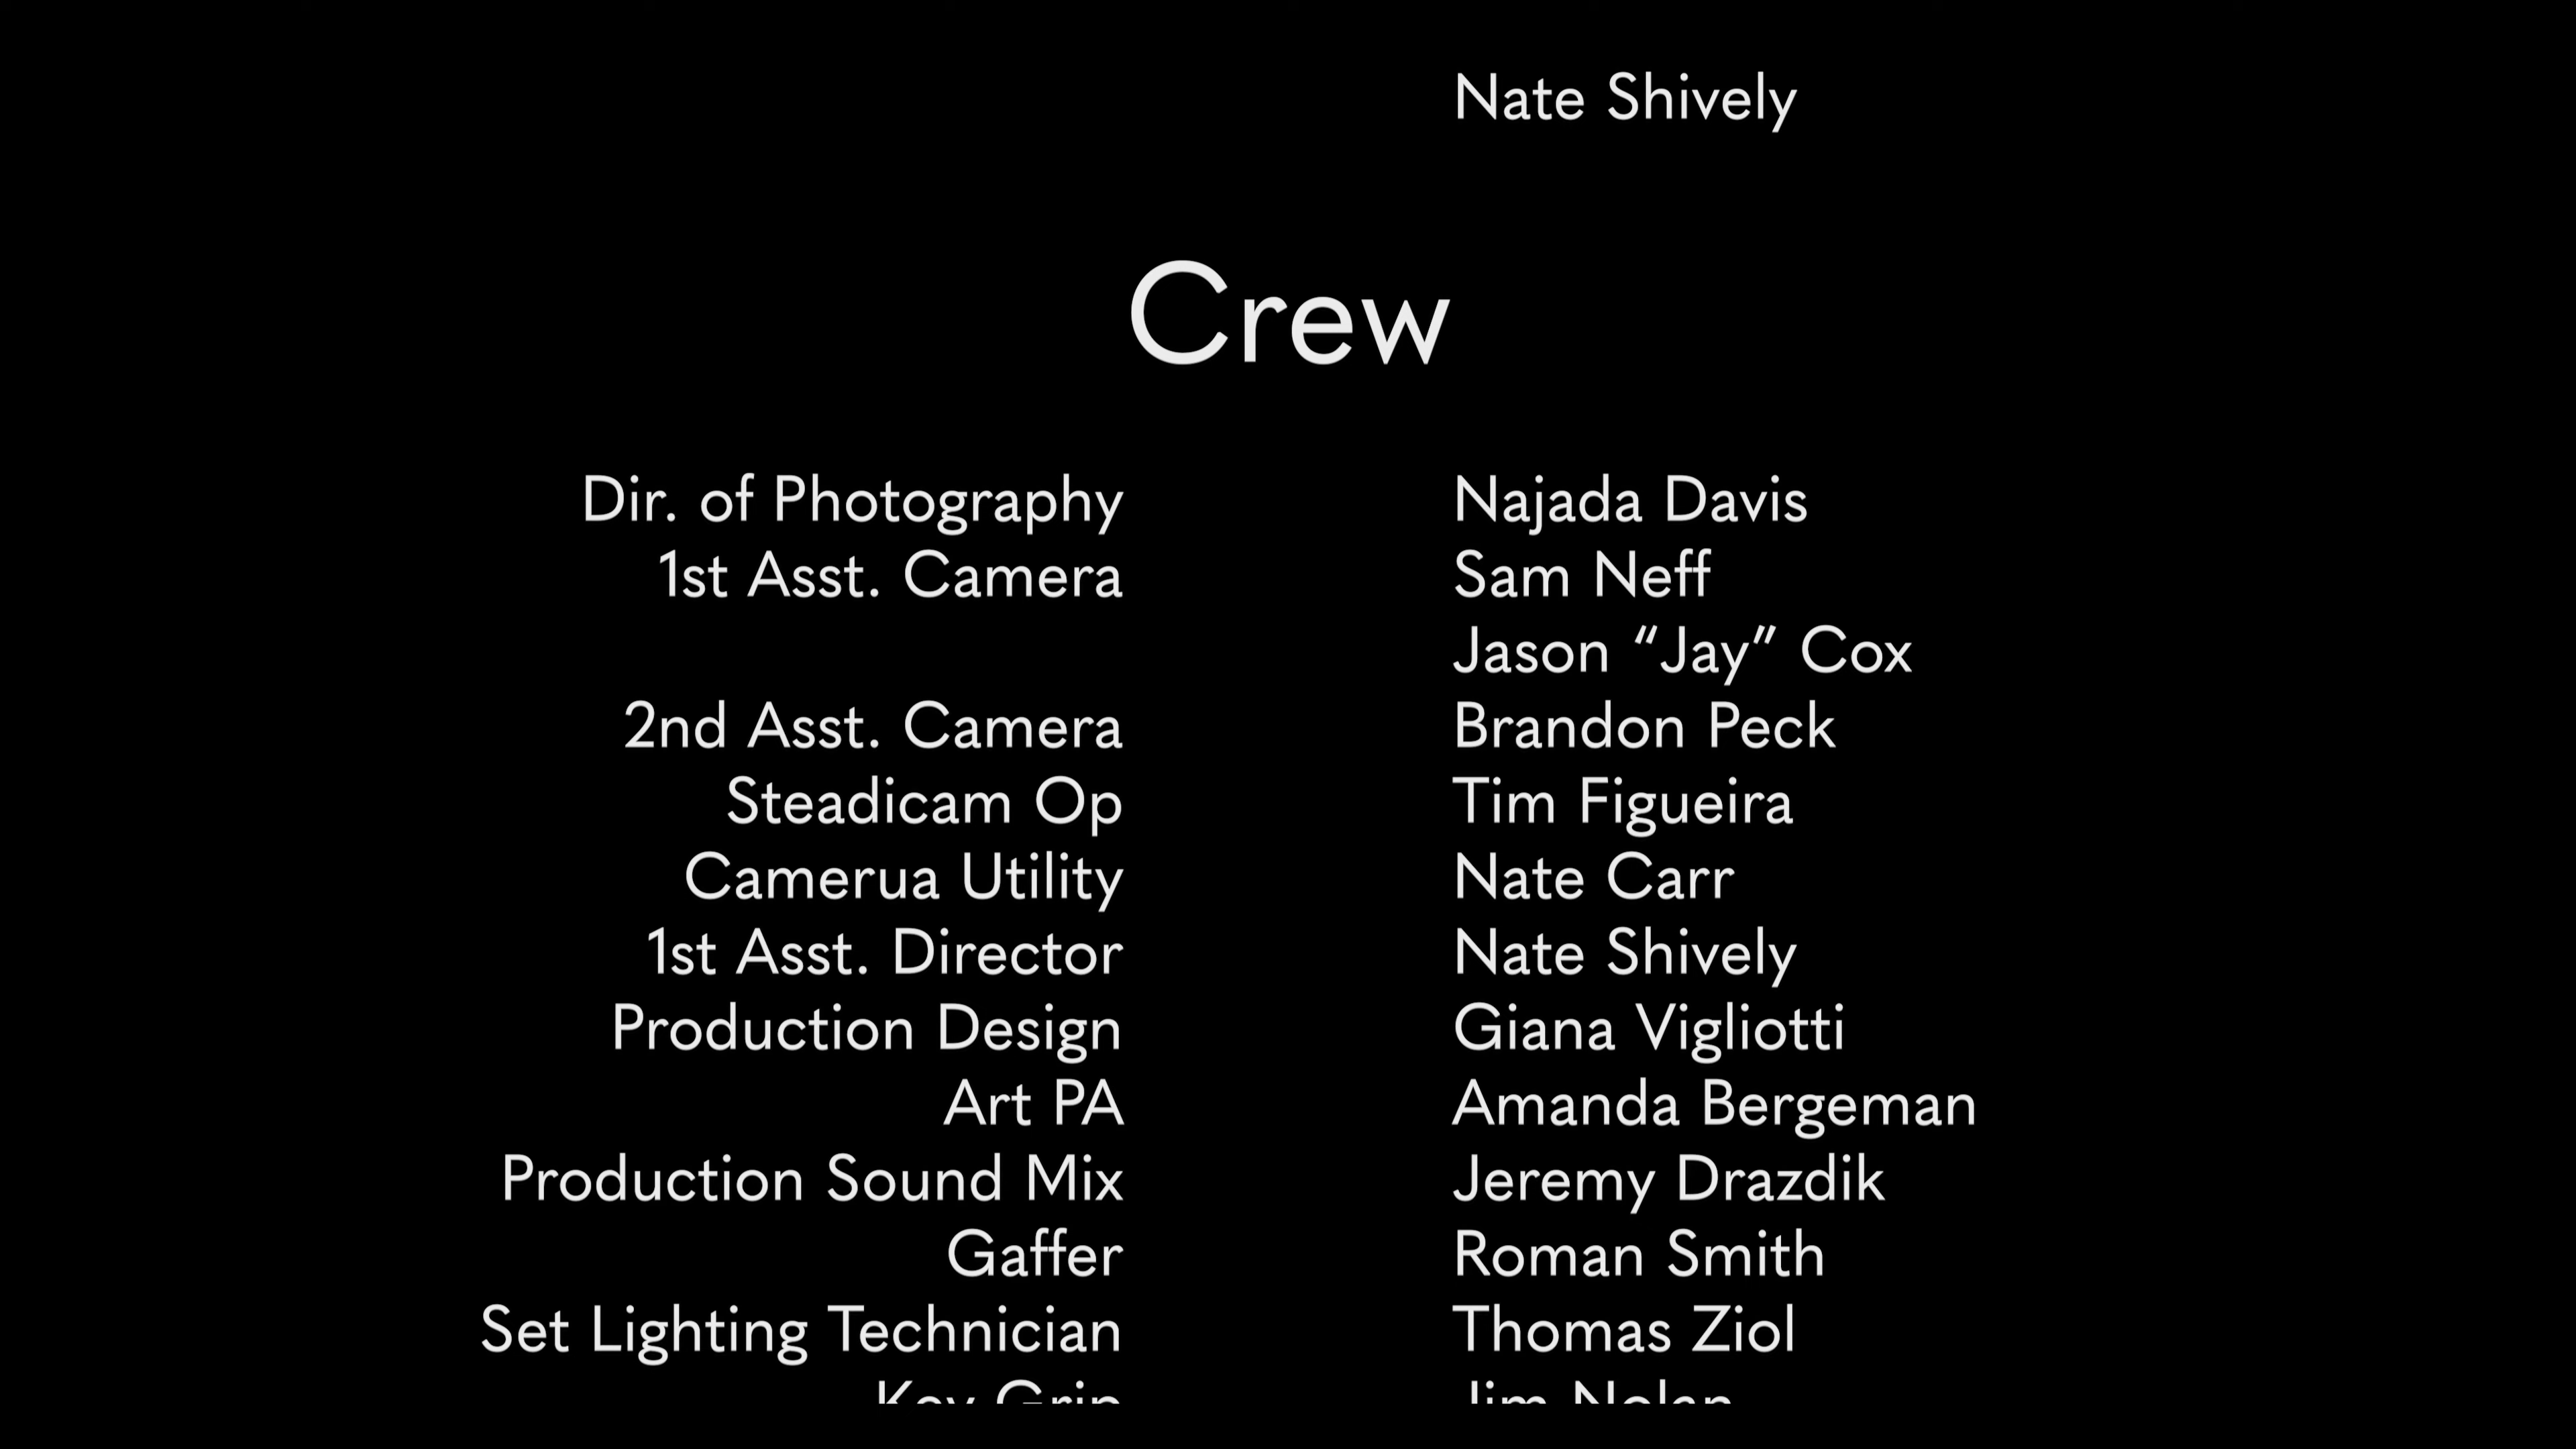 Nate Shively
Crew
Dir. of Photography Najada Davis
1st Asst. Camera Sam Neff
Jason “Jay” Cox
2nd Asst. Camera Brandon Peck
Steadicam Op Tim Figueira
Camerua Utility Nate Carr
1st Asst. Director Nate Shively
Production Design Giana Vigliotti
Art PA Amanda Bergeman
Production Sound Mix Jeremy Drazdik
Gaffer Roman Smith
Set Lighting Technician Thomas Ziol
Key Grip Jim Nolan